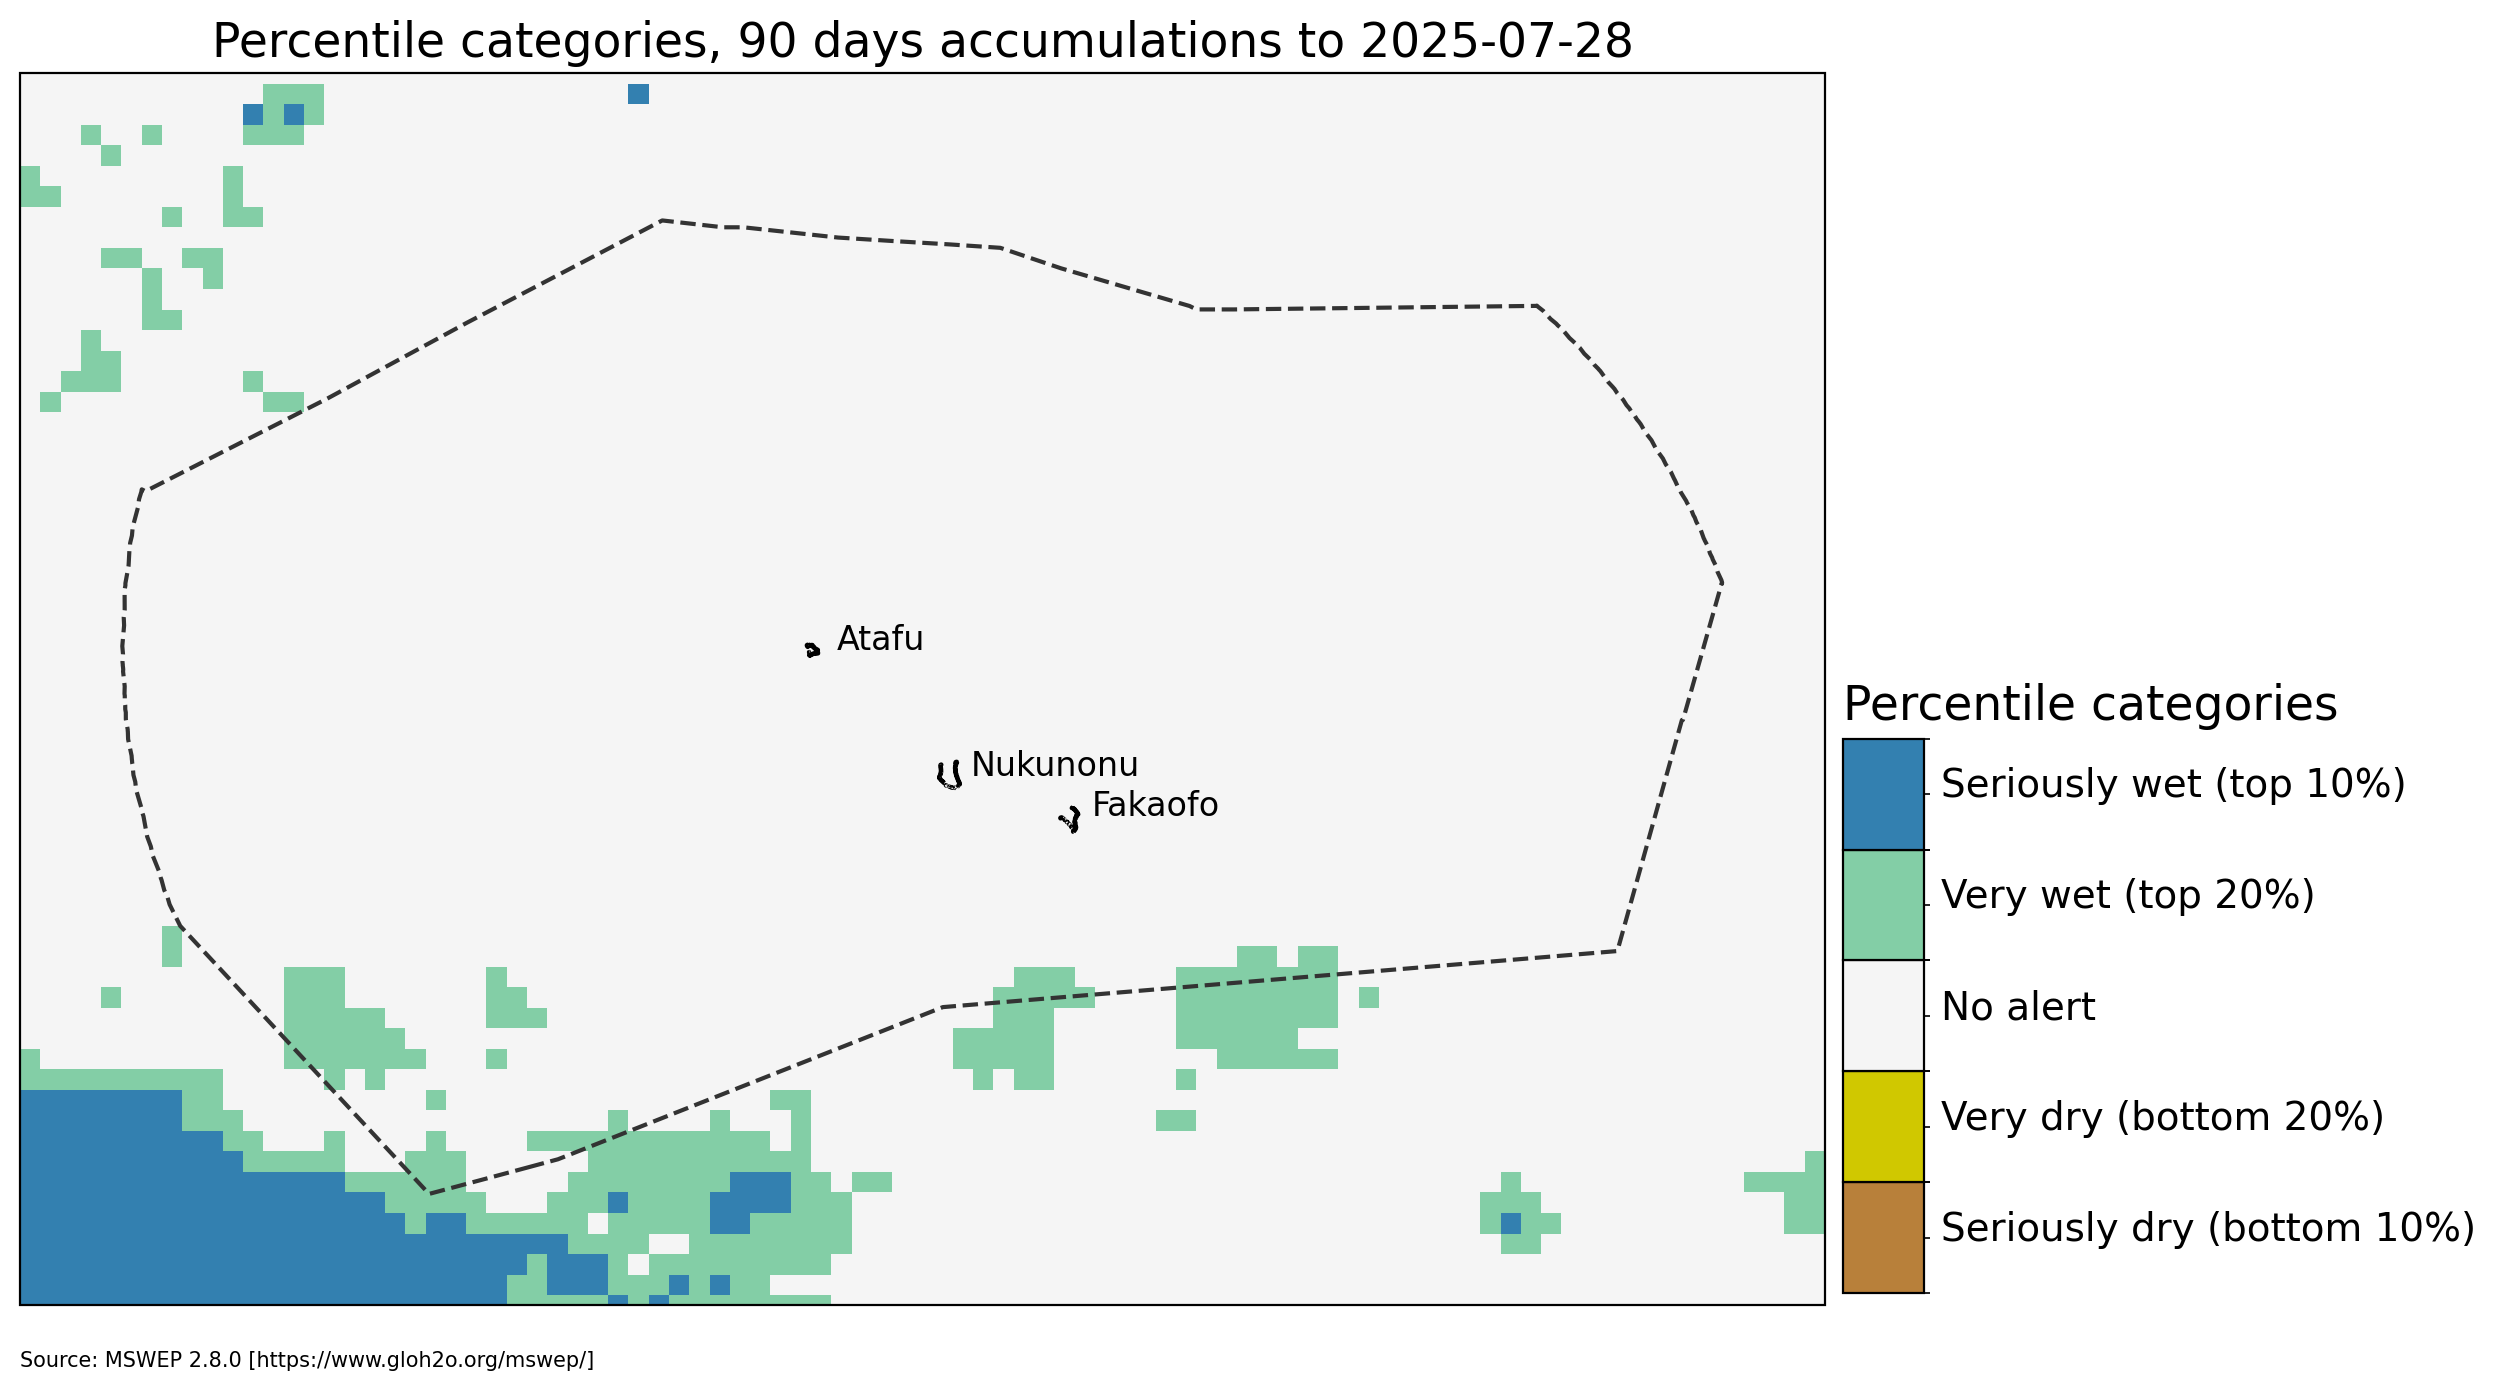 Percentile categories, 90 days accumulations to 2025-07-28
Atafu
Nukunonu
Fakaofo
Percentile categories
Seriously wet (top 10%)
Very wet (top 20%)
No alert
Very dry (bottom 20%)
Seriously dry (bottom 10%)
Source: MSWEP 2.8.0 [https://www.gloh2o.org/mswep/]